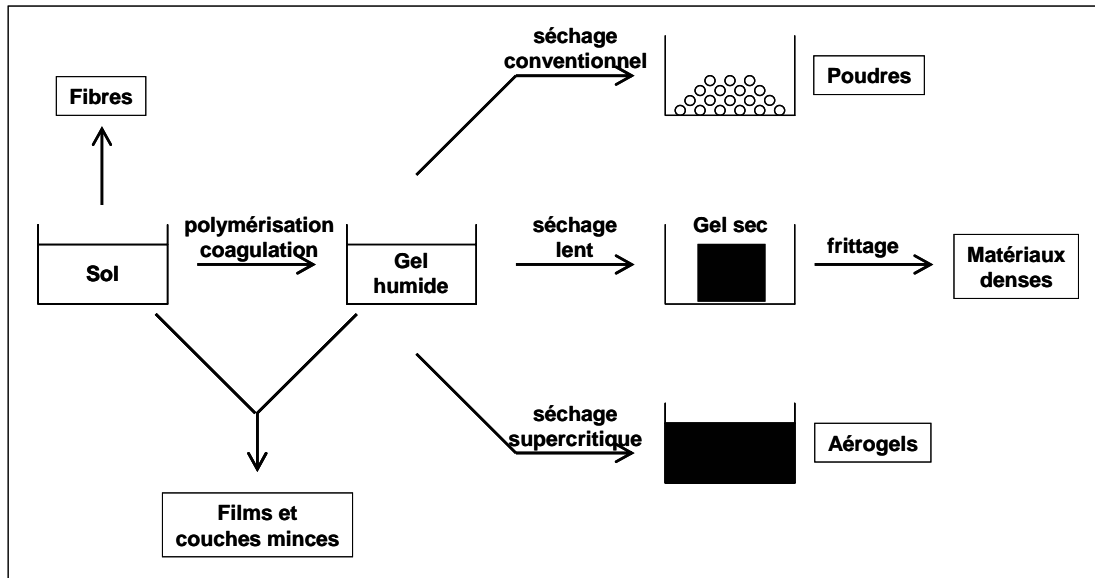 séchage
conventionnel
Poudres
Fibres
polymérisation
coagulation
Sol
Gel
humide
séchage
lent
Gel sec
frittage
Matériaux
denses
séchage
supercritique
Aérogels
Films et
couches minces